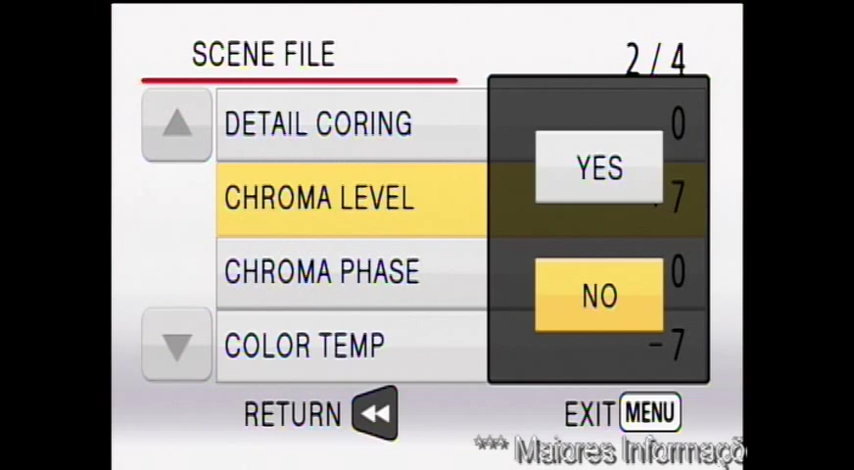 SCENE FILE 2 / 4
DETAIL CORING 0
YES
CHROMA LEVEL 7
CHROMA PHASE 0
NO
COLOR TEMP -7
RETURN EXIT MENU
*** Maiores Informaçõ